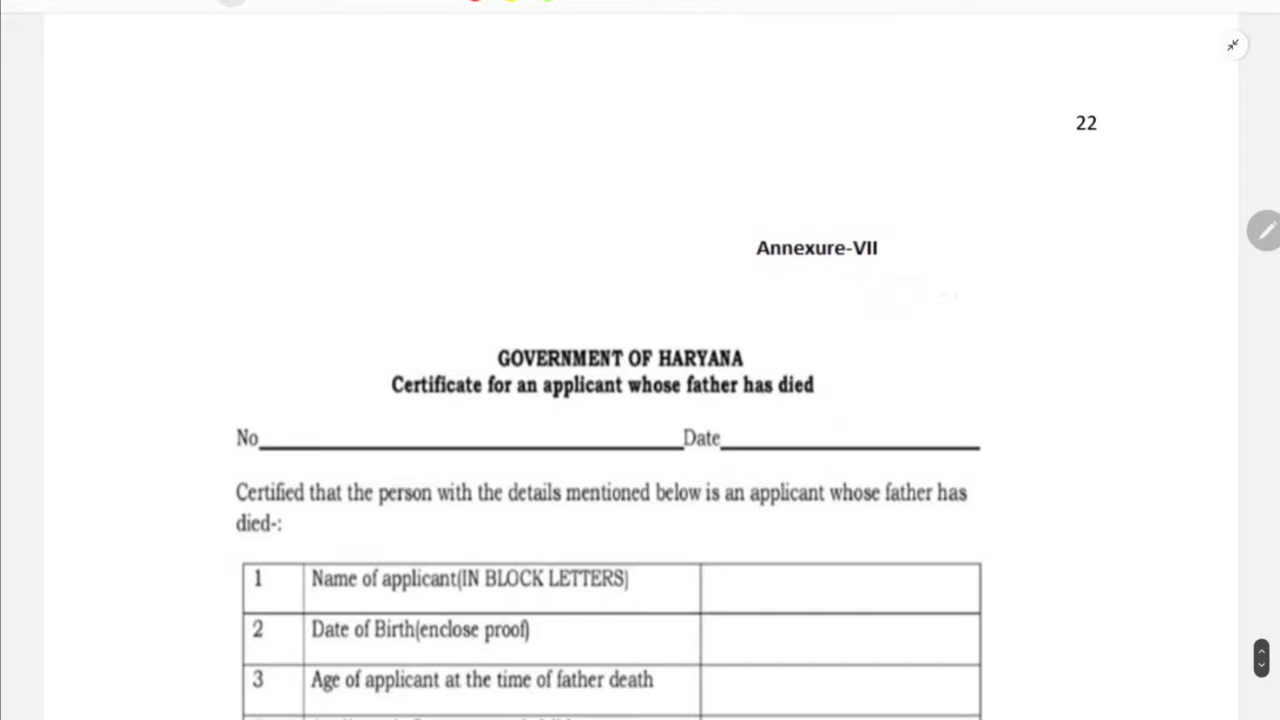 22
Annexure-VII
GOVERNMENT OF HARYANA
Certificate for an applicant whose father has died
No Date
Certified that the person with the details mentioned below is an applicant whose father has
died-:
1 Name of applicant(IN BLOCK LETTERS)
2 Date of Birth(enclose proof)
3 Age of applicant at the time of father death